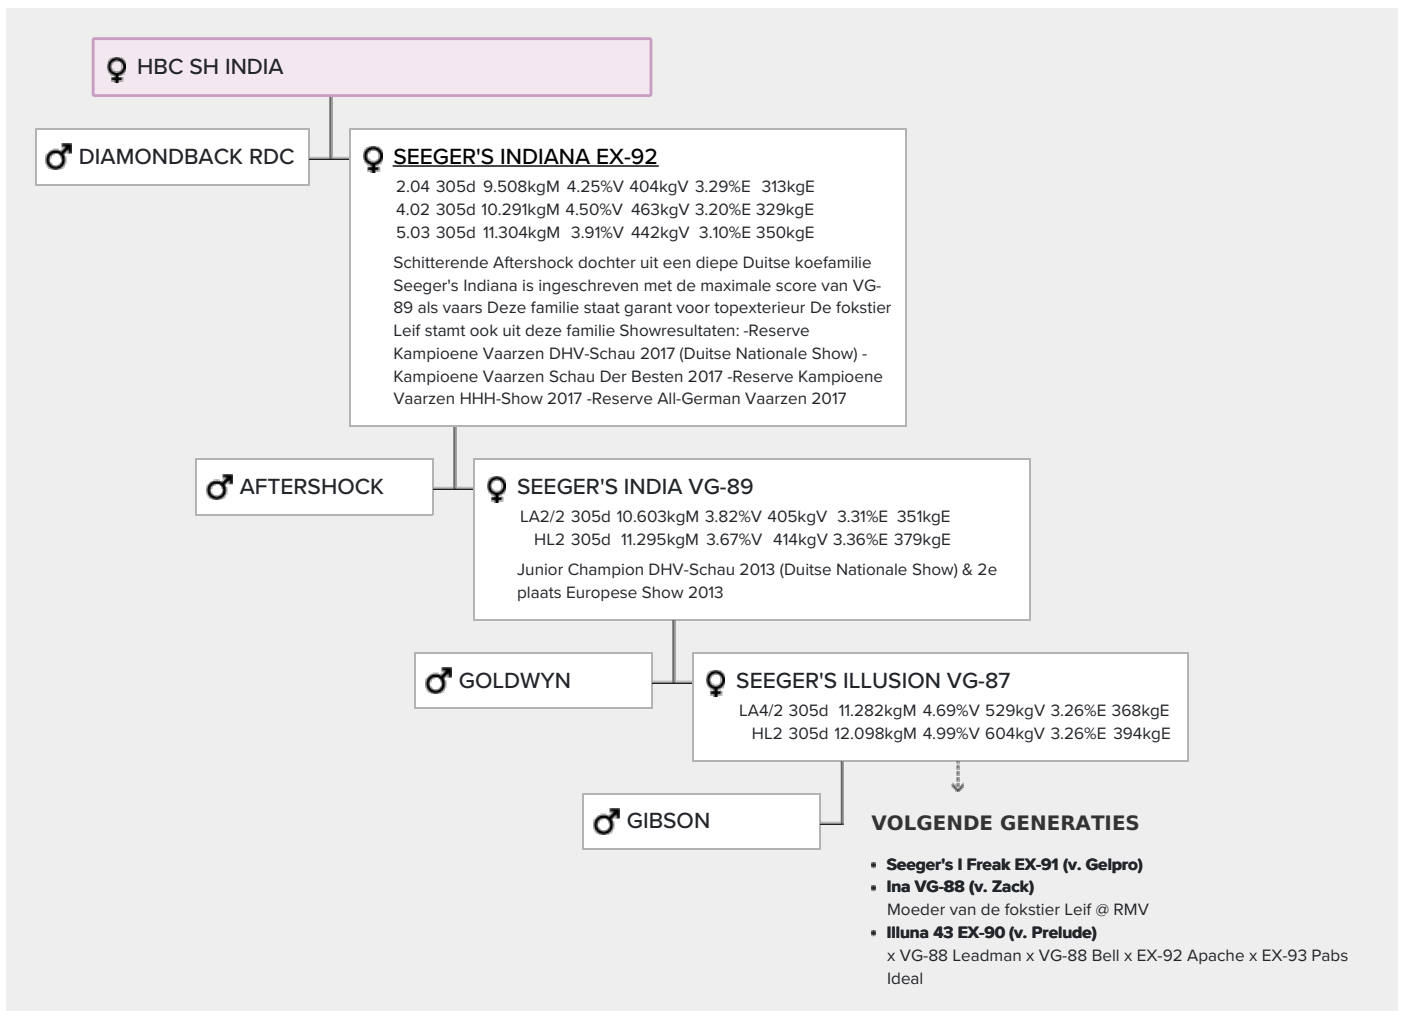 HBC SH INDIA
DIAMONDBACK RDC
SEEGER'S INDIANA EX-92
2.04 305d 9.508kgM 4.25%V 404kgV 3.29%E 313kgE
4.02 305d 10.291kgM 4.50%V 463kgV 3.20%E 329kgE
5.03 305d 11.304kgM 3.91%V 442kgV 3.10%E 350kgE
Schitterende Aftershock dochter uit een diepe Duitse koefamilie
Seeger's Indiana is ingeschreven met de maximale score van VG-
89 als vaars Deze familie staat garant voor topexterieur De fokstier
Leif stamt ook uit deze familie Showresultaten: -Reserve
Kampioene Vaarzen DHV-Schau 2017 (Duitse Nationale Show) -
Kampioene Vaarzen Schau Der Besten 2017 -Reserve Kampioene
Vaarzen HHH-Show 2017 -Reserve All-German Vaarzen 2017
AFTERSHOCK
SEEGER'S INDIA VG-89
LA2/2 305d 10.603kgM 3.82%V 405kgV 3.31%E 351kgE
HL2 305d 11.295kgM 3.67%V 414kgV 3.36%E 379kgE
Junior Champion DHV-Schau 2013 (Duitse Nationale Show) & 2e
plaats Europese Show 2013
GOLDWYN
SEEGER'S ILLUSION VG-87
LA4/2 305d 11.282kgM 4.69%V 529kgV 3.26%E 368kgE
HL2 305d 12.098kgM 4.99%V 604kgV 3.26%E 394kgE
GIBSON
VOLGENDE GENERATIES
• Seeger's I Freak EX-91 (v. Gelpro)
• Ina VG-88 (v. Zack)
Moeder van de fokstier Leif @ RMV
• Illuna 43 EX-90 (v. Prelude)
x VG-88 Leadman x VG-88 Bell x EX-92 Apache x EX-93 Pabs
Ideal